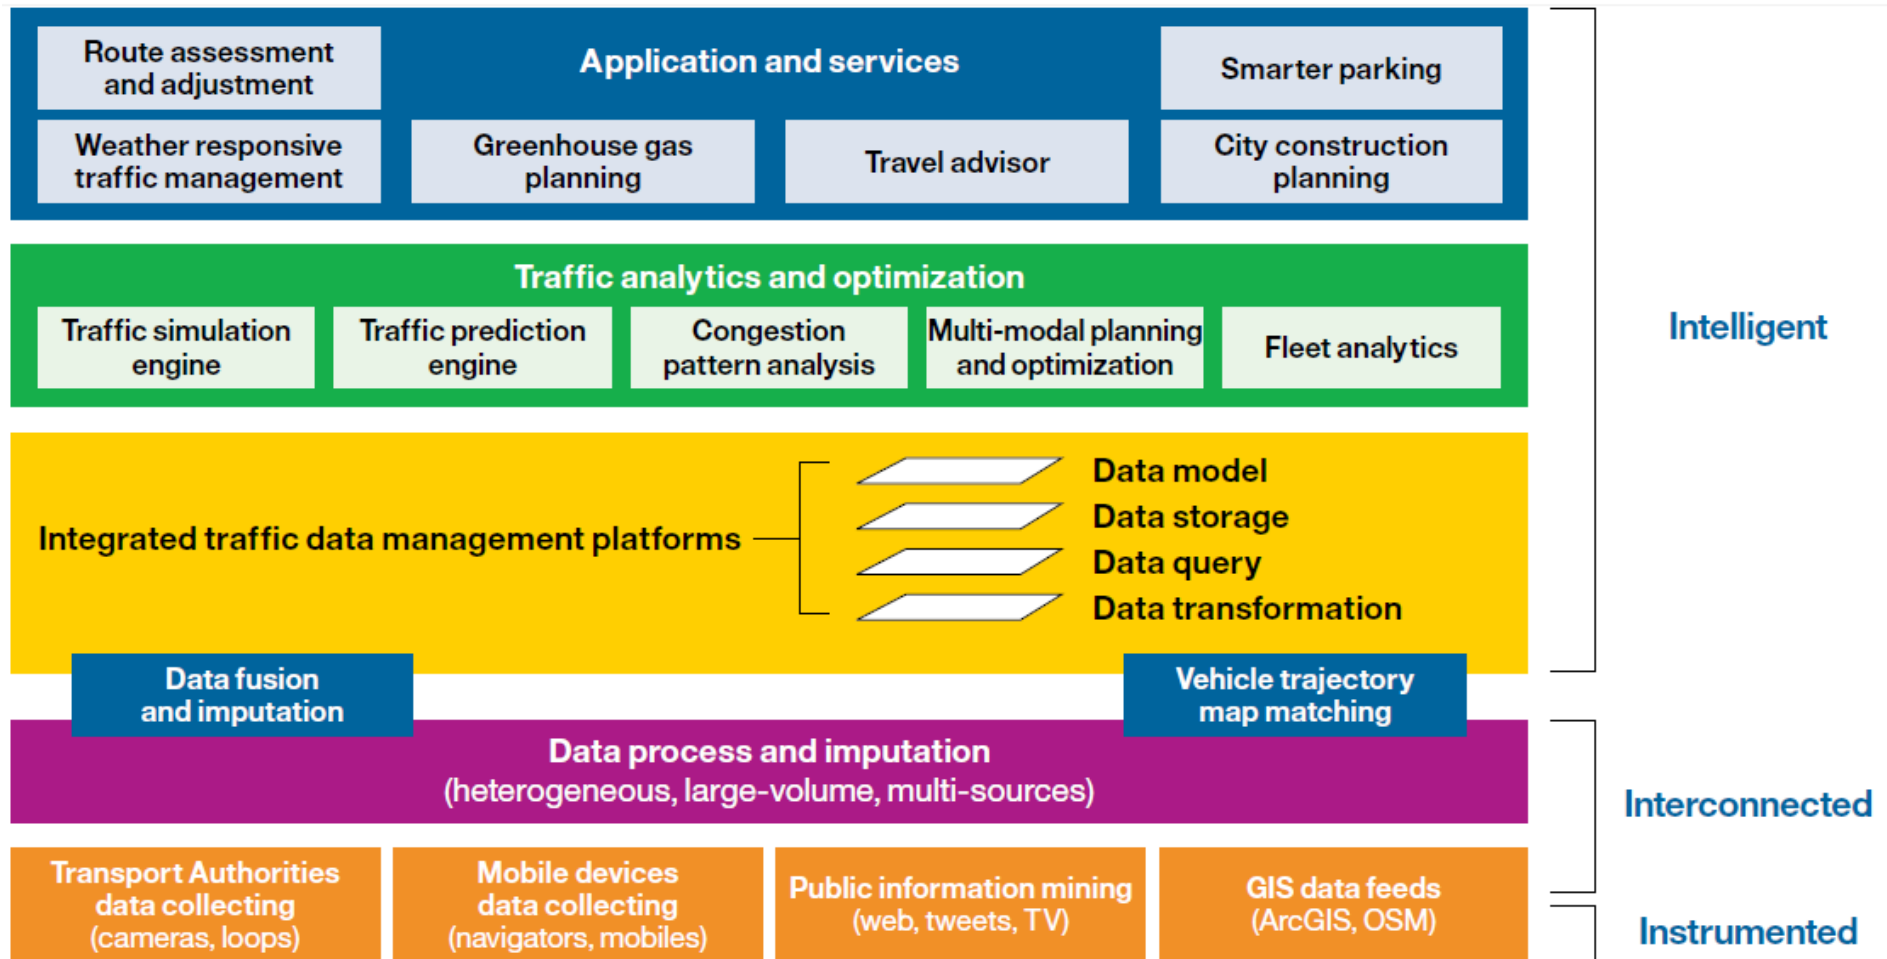 Application and services
Route assessment
and adjustment
Smarter parking
Weather responsive
traffic management
Greenhouse gas
planning
Travel advisor
City construction
planning
Traffic analytics and optimization
Traffic simulation
engine
Traffic prediction
engine
Congestion
pattern analysis
Multi-modal planning
and optimization
Fleet analytics
Intelligent
Integrated traffic data management platforms
Data model
Data storage
Data query
Data transformation
Data fusion
and imputation
Vehicle trajectory
map matching
Data process and imputation
(heterogeneous, large-volume, multi-sources)
Interconnected
Transport Authorities
data collecting
(cameras, loops)
Mobile devices
data collecting
(navigators, mobiles)
Public information mining
(web, tweets, TV)
GIS data feeds
(ArcGIS, OSM)
Instrumented